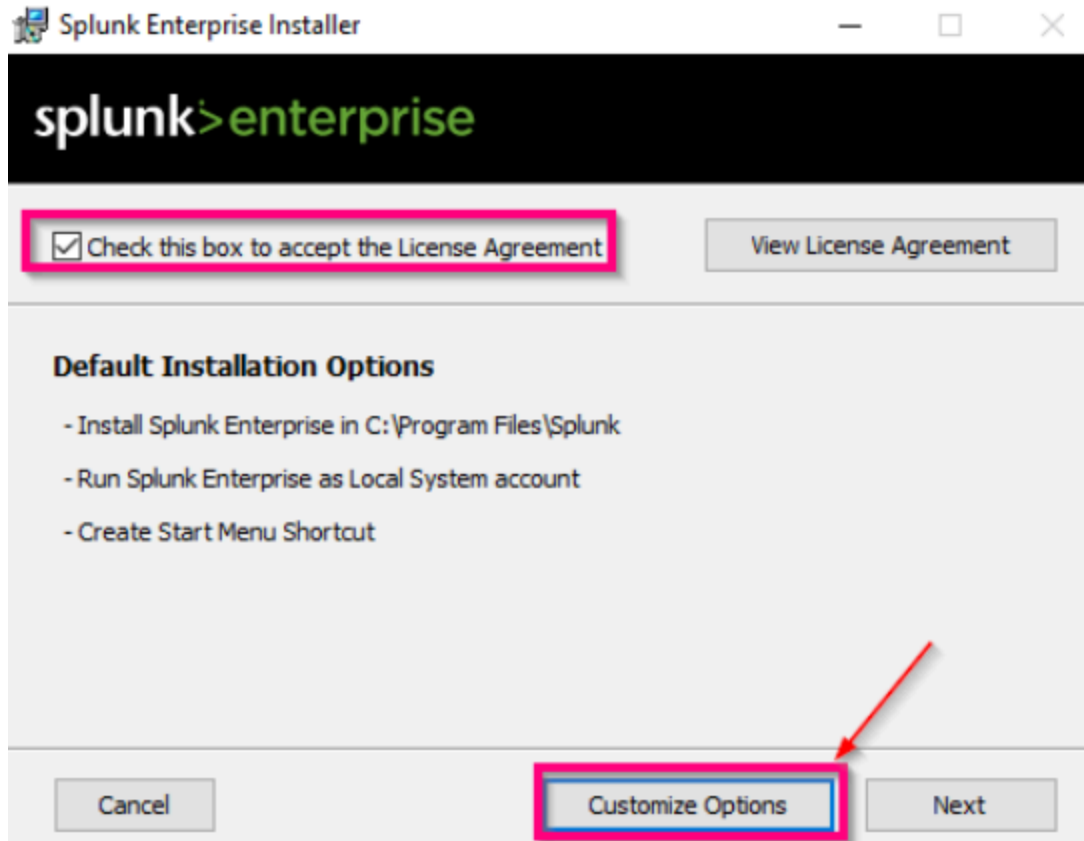 Splunk Enterprise Installer
splunk>enterprise
Check this box to accept the License Agreement
View License Agreement
Default Installation Options
- Install Splunk Enterprise in C:\Program Files\Splunk
- Run Splunk Enterprise as Local System account
- Create Start Menu Shortcut
Cancel
Customize Options
Next